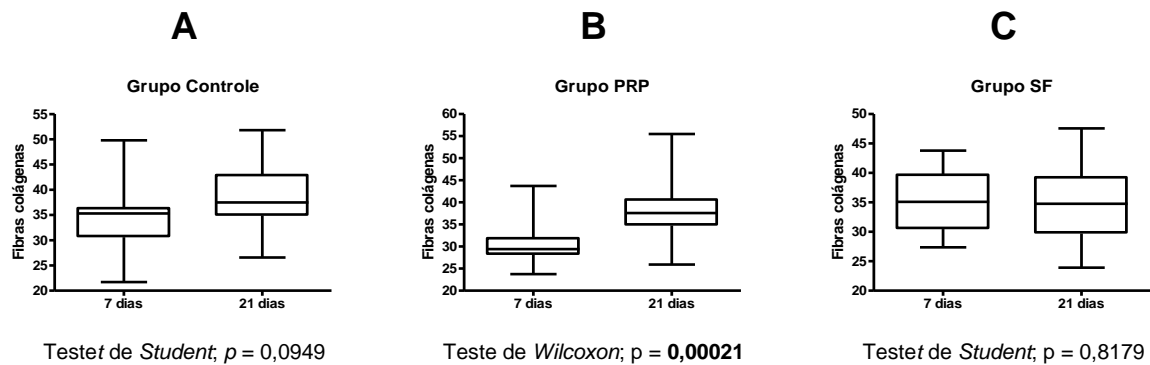 A
B
C
Grupo Controle
Grupo PRP
Grupo SF
Fibras colágenas
55
50
45
40
35
30
25
20
7 dias
21 dias
Fibras colágenas
60
55
50
45
40
35
30
25
20
7 dias
21 dias
Fibras colágenas
50
45
40
35
30
25
20
7 dias
21 dias
Testet de Student; p = 0,0949
Teste de Wilcoxon; p = 0,00021
Testet de Student; p = 0,8179